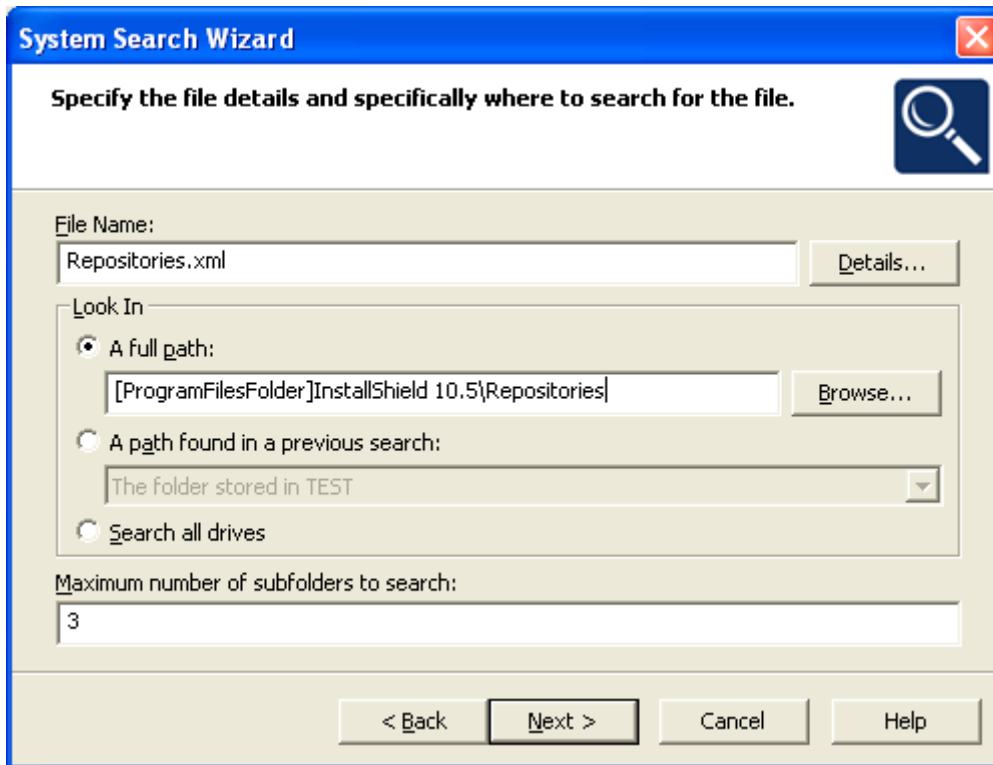 System Search Wizard
Specify the file details and specifically where to search for the file.
File Name:
Repositories.xml
Details...
Look In
A full path:
[ProgramFilesFolder]InstallShield 10.5\Repositories
Browse...
A path found in a previous search:
The folder stored in TEST
Search all drives
Maximum number of subfolders to search:
3
< Back
Next >
Cancel
Help